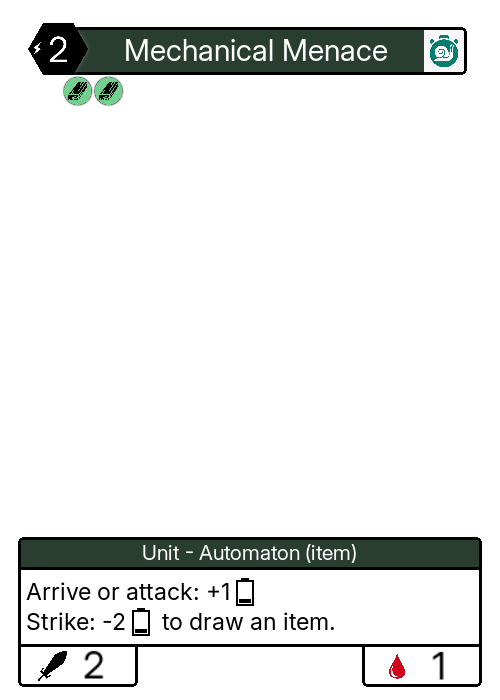 2
Mechanical Menace
Unit - Automaton (item)
Arrive or attack: +1
Strike: -2 to draw an item.
2
1